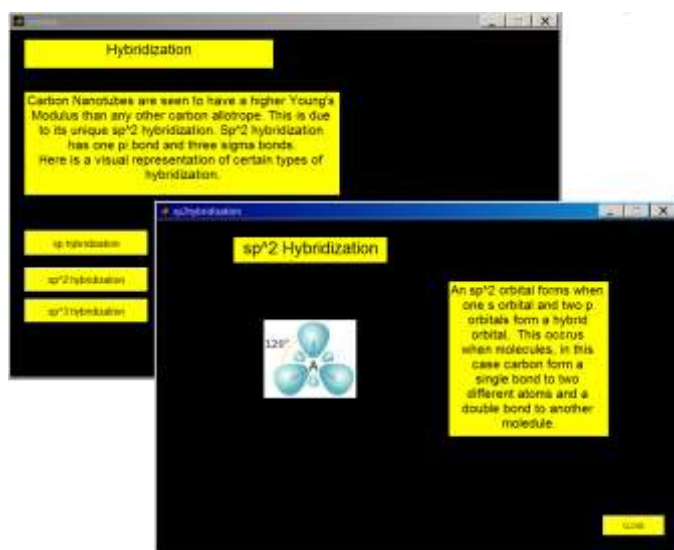 Hybridization
Carbon Nanotubes are seen to have a higher Young's
Modulus than any other carbon allotrope. This is due
to its unique sp^2 hybridization. Sp^2 hybridization
has one pi bond and three sigma bonds.
Here is a visual representation of certain types of
hybridization.
sp hybridization
sp^2 hybridization
sp^3 hybridization
sp2hybridization
sp^2 Hybridization
An sp^2 orbital forms when
one s orbital and two p
orbitals form a hybrid
orbital. This occrus
when molecules, in this
case carbon form a
single bond to two
different atoms and a
double bond to another
moledule.
120°
A
CLOSE